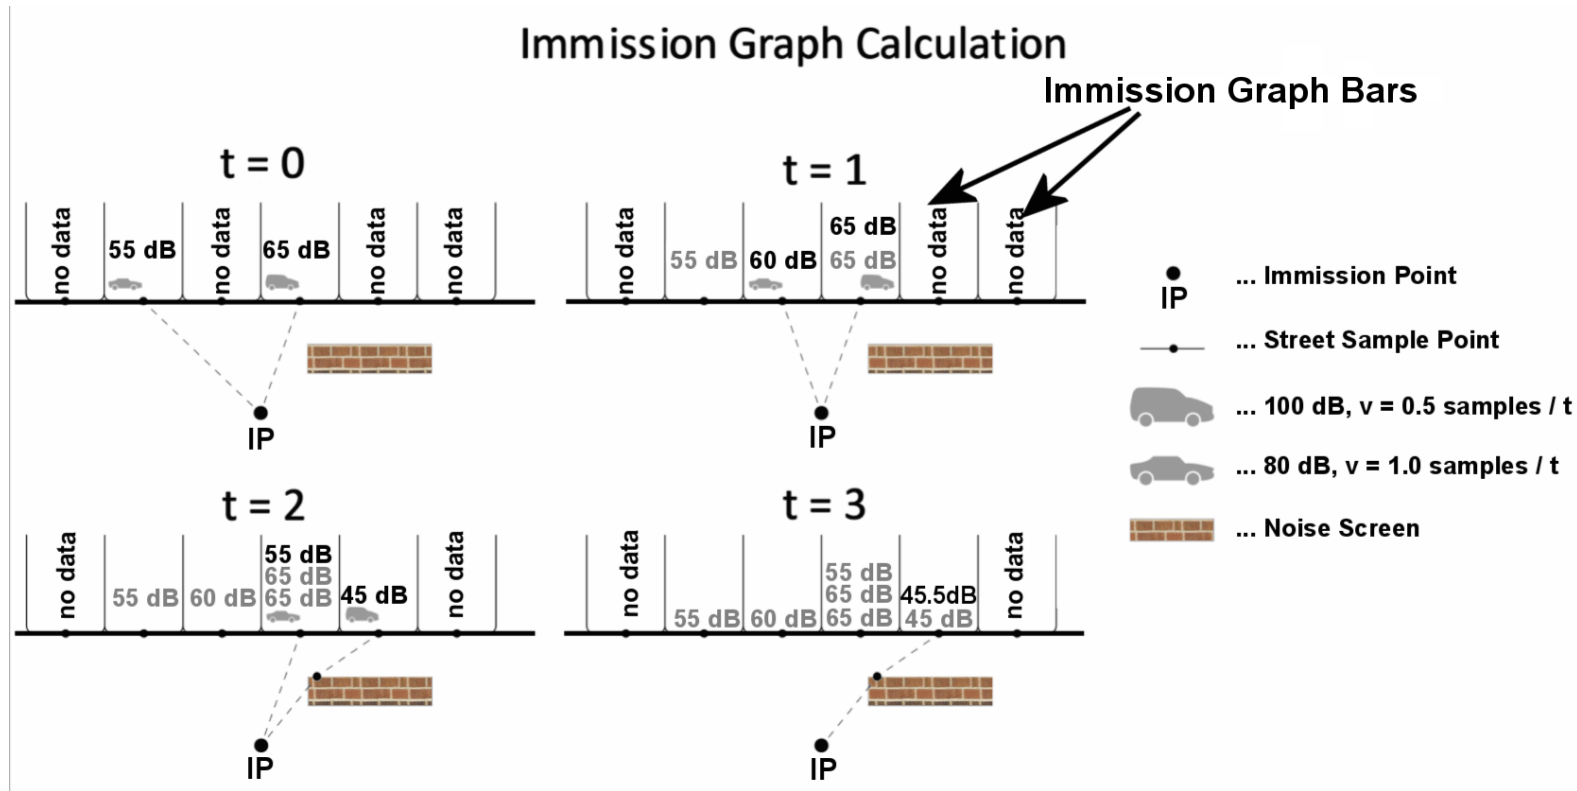 Immission Graph Calculation
Immission Graph Bars
t = 0
no data
55 dB
no data
65 dB
no data
no data
IP
t = 1
no data
55 dB
60 dB
65 dB
65 dB
no data
no data
IP
t = 2
no data
55 dB
60 dB
55 dB
65 dB
65 dB
45 dB
no data
IP
t = 3
no data
55 dB
60 dB
55 dB
65 dB
65 dB
45.5dB
45 dB
no data
IP
IP
... Immission Point
... Street Sample Point
... 100 dB, v = 0.5 samples / t
... 80 dB, v = 1.0 samples / t
... Noise Screen